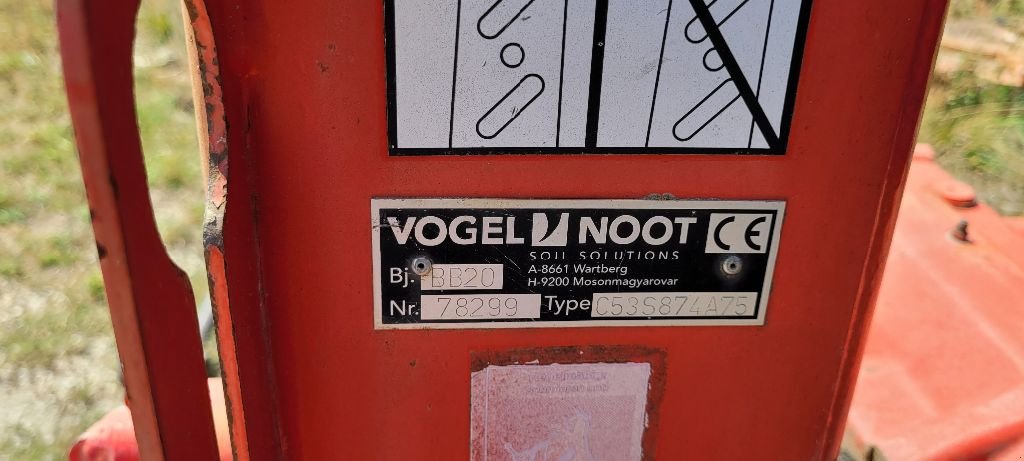 VOGEL NOOT CE
SOIL SOLUTIONS
A-8661 Wartberg
Bj. BB20
H-9200 Mosonmagyarovar
Nr. 78299 Type C53S874A75